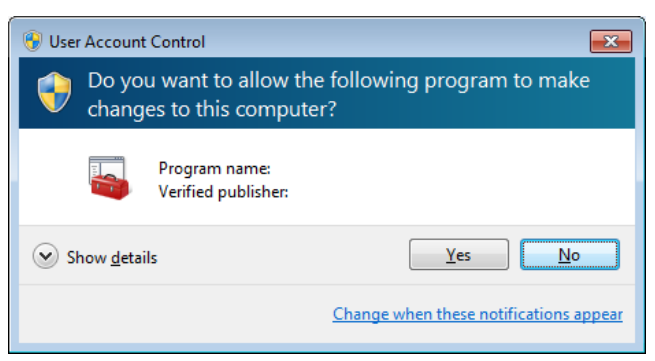 User Account Control
Do you want to allow the following program to make
changes to this computer?
Program name:
Verified publisher:
Show details
Yes
No
Change when these notifications appear